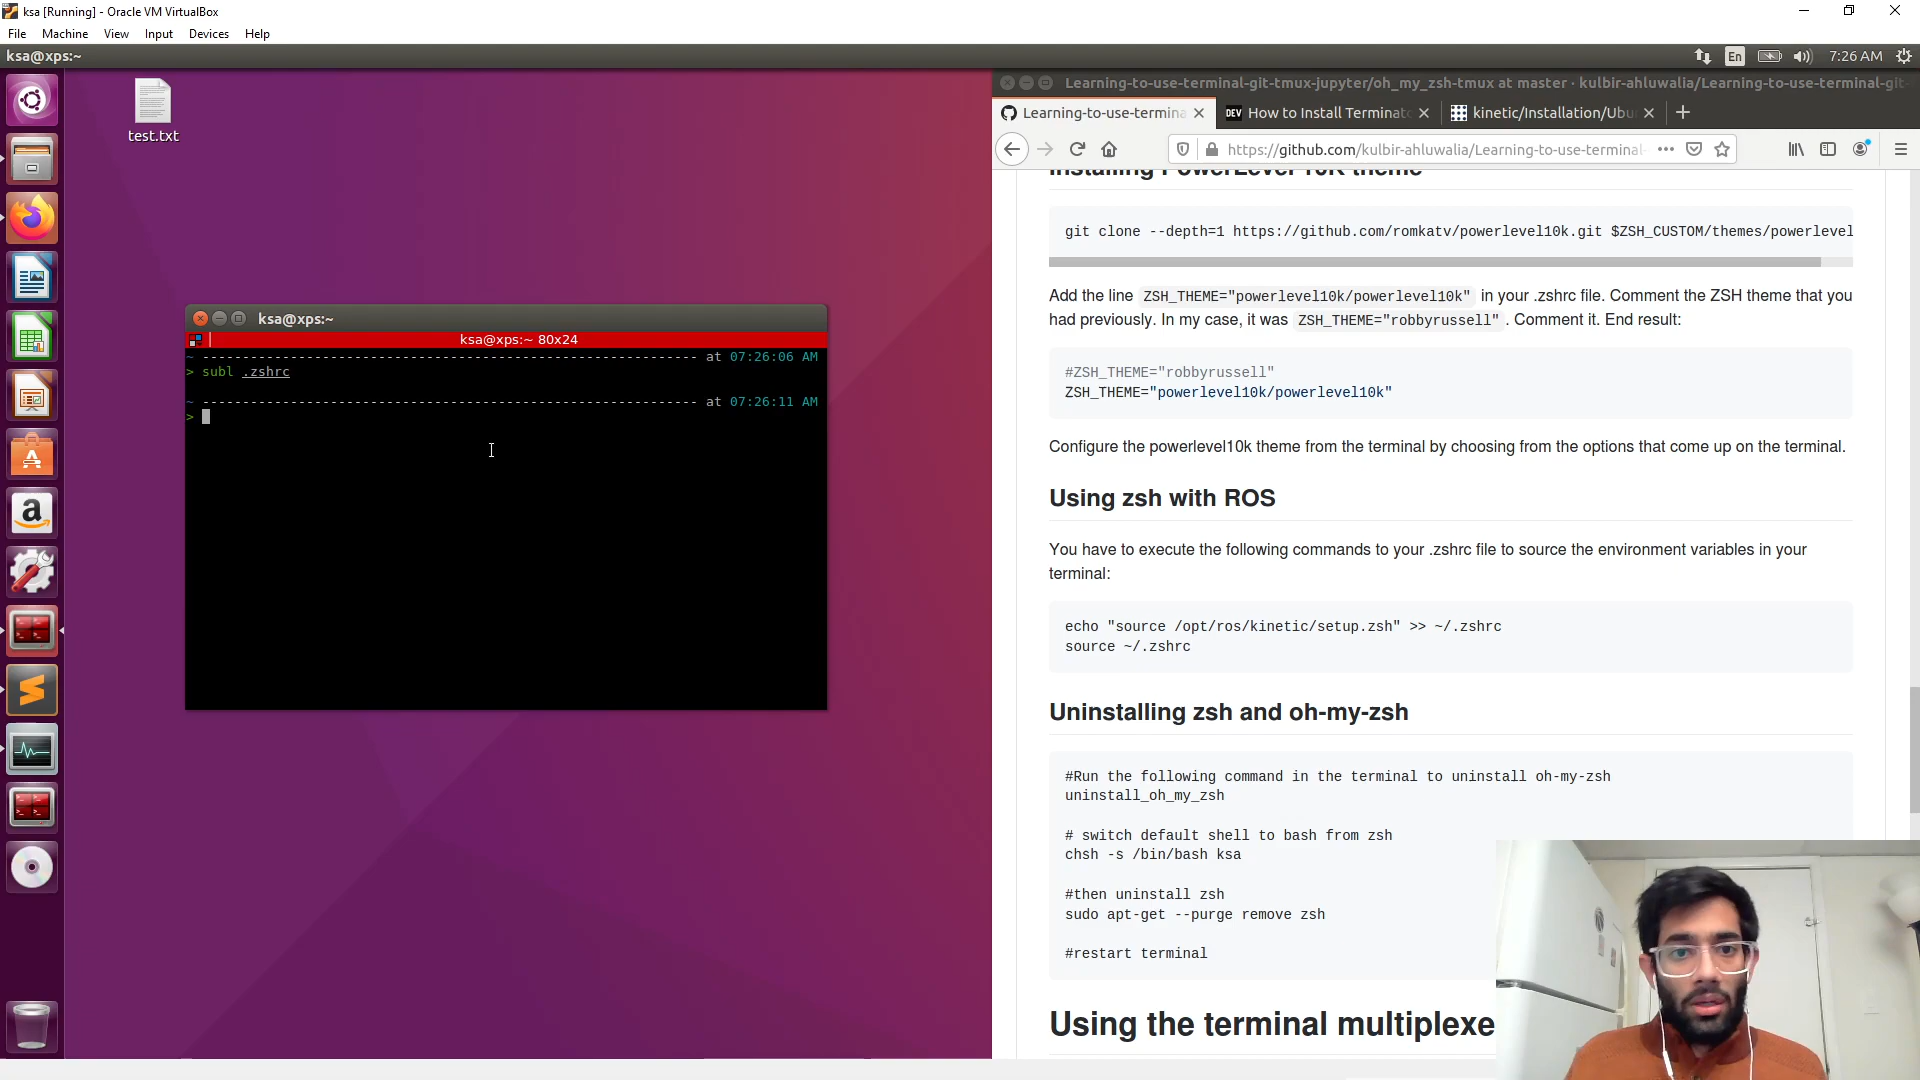 ksa [Running] - Oracle VM VirtualBox
File Machine View Input Devices Help
ksa@xps:~
En
7:26 AM
test.txt
ksa@xps:~
ksa@xps:~ 80x24
~ ------------------------------------------------------------- at 07:26:06 AM
> subl .zshrc
~ ------------------------------------------------------------- at 07:26:11 AM
>
Learning-to-use-terminal-git-tmux-jupyter/oh_my_zsh-tmux at master · kulbir-ahluwalia/Learning-to-use-terminal-git-
Learning-to-use-termina
DEV How to Install Terminat
kinetic/Installation/Ubu
https://github.com/kulbir-ahluwalia/Learning-to-use-terminal-
Installing PowerLevel 10K theme
git clone --depth=1 https://github.com/romkatv/powerlevel10k.git $ZSH_CUSTOM/themes/powerlevel
Add the line ZSH_THEME="powerlevel10k/powerlevel10k" in your .zshrc file. Comment the ZSH theme that you
had previously. In my case, it was ZSH_THEME="robbyrussell". Comment it. End result:
#ZSH_THEME="robbyrussell"
ZSH_THEME="powerlevel10k/powerlevel10k"
Configure the powerlevel10k theme from the terminal by choosing from the options that come up on the terminal.
Using zsh with ROS
You have to execute the following commands to your .zshrc file to source the environment variables in your
terminal:
echo "source /opt/ros/kinetic/setup.zsh" >> ~/.zshrc
source ~/.zshrc
Uninstalling zsh and oh-my-zsh
#Run the following command in the terminal to uninstall oh-my-zsh
uninstall_oh_my_zsh
# switch default shell to bash from zsh
chsh -s /bin/bash ksa
#then uninstall zsh
sudo apt-get --purge remove zsh
#restart terminal
Using the terminal multiplexe